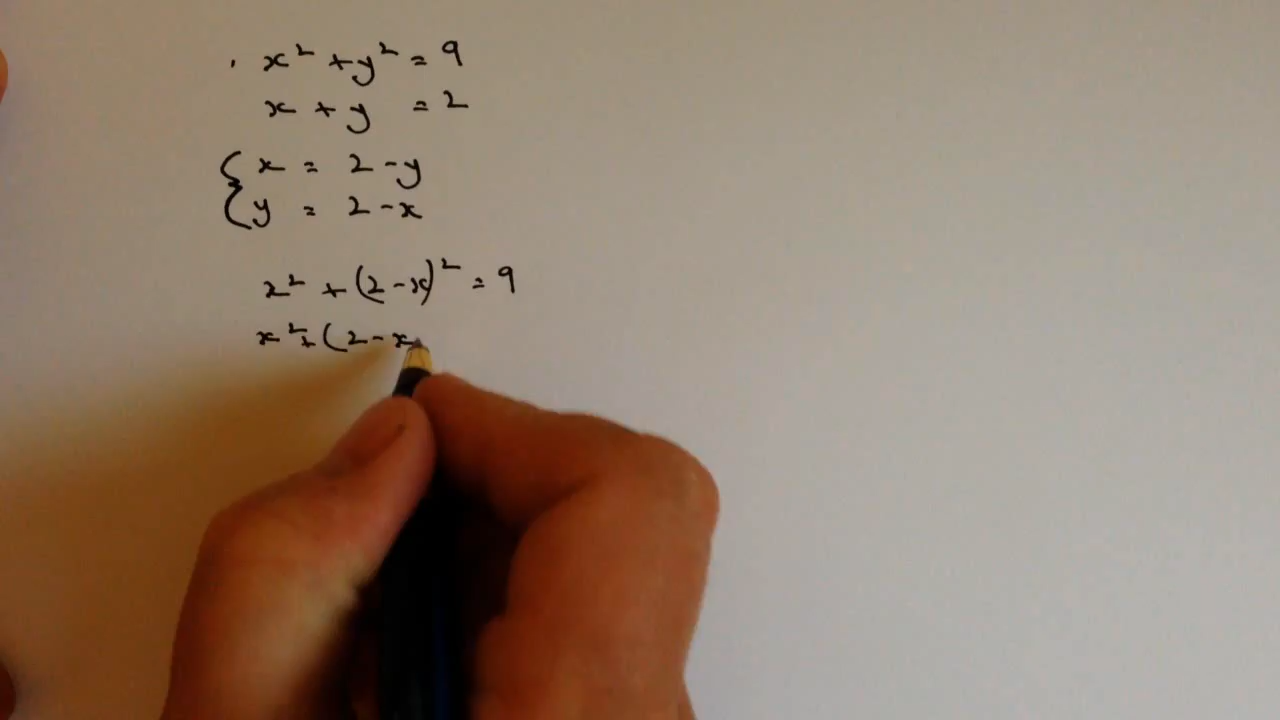 x² + y² = 9
x + y = 2
{ x = 2 - y
{ y = 2 - x
x² + (2 - x)² = 9
x² + (2 - x